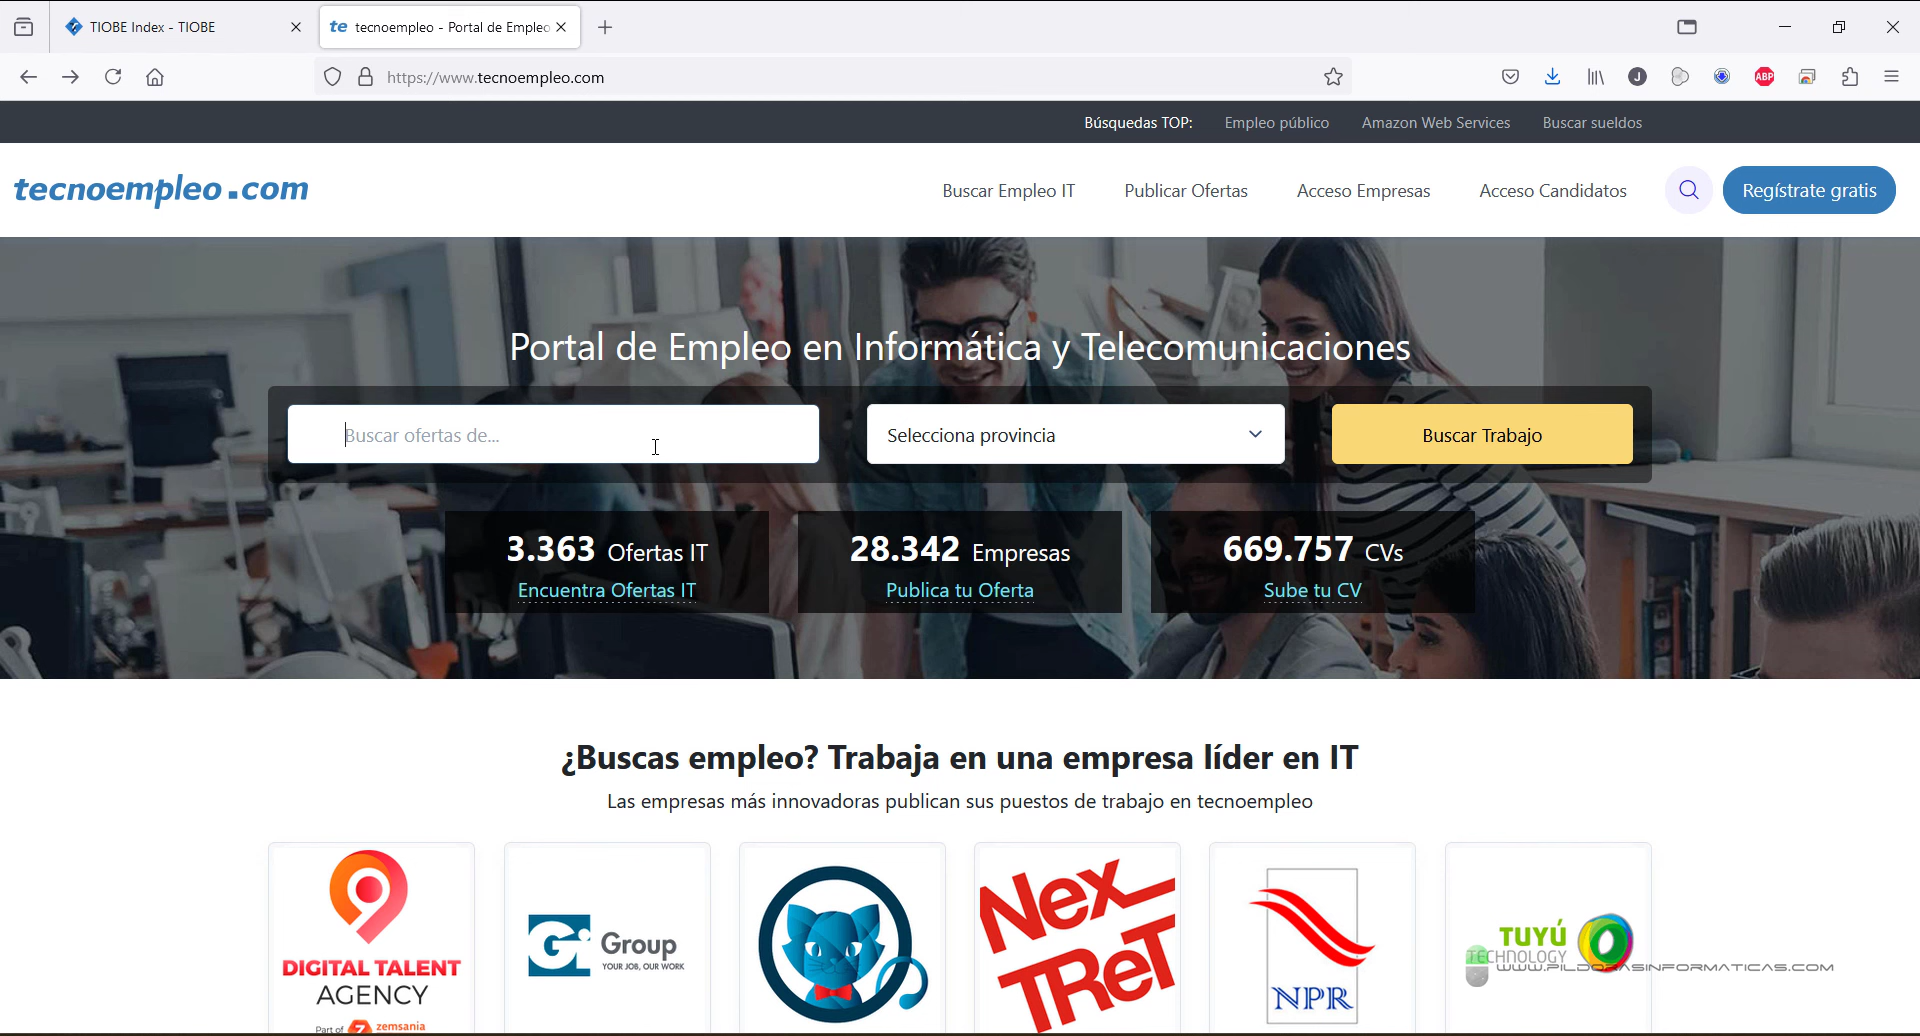 TIOBE Index - TIOBE
te tecnoempleo - Portal de Empleo
https://www.tecnoempleo.com
J
ABP
Búsquedas TOP: Empleo público Amazon Web Services Buscar sueldos
tecnoempleo.com
Buscar Empleo IT Publicar Ofertas Acceso Empresas Acceso Candidatos Regístrate gratis
Portal de Empleo en Informática y Telecomunicaciones
Buscar ofertas de... Selecciona provincia Buscar Trabajo
3.363 Ofertas IT 28.342 Empresas 669.757 CVs
Encuentra Ofertas IT Publica tu Oferta Sube tu CV
¿Buscas empleo? Trabaja en una empresa líder en IT
Las empresas más innovadoras publican sus puestos de trabajo en tecnoempleo
DIGITAL TALENT
AGENCY
Part of zemsania
Gi Group
YOUR JOB, OUR WORK
Nex
TReT
NPR
TUYÚ
TECHNOLOGY
WWW.PILDORASINFORMATICAS.COM